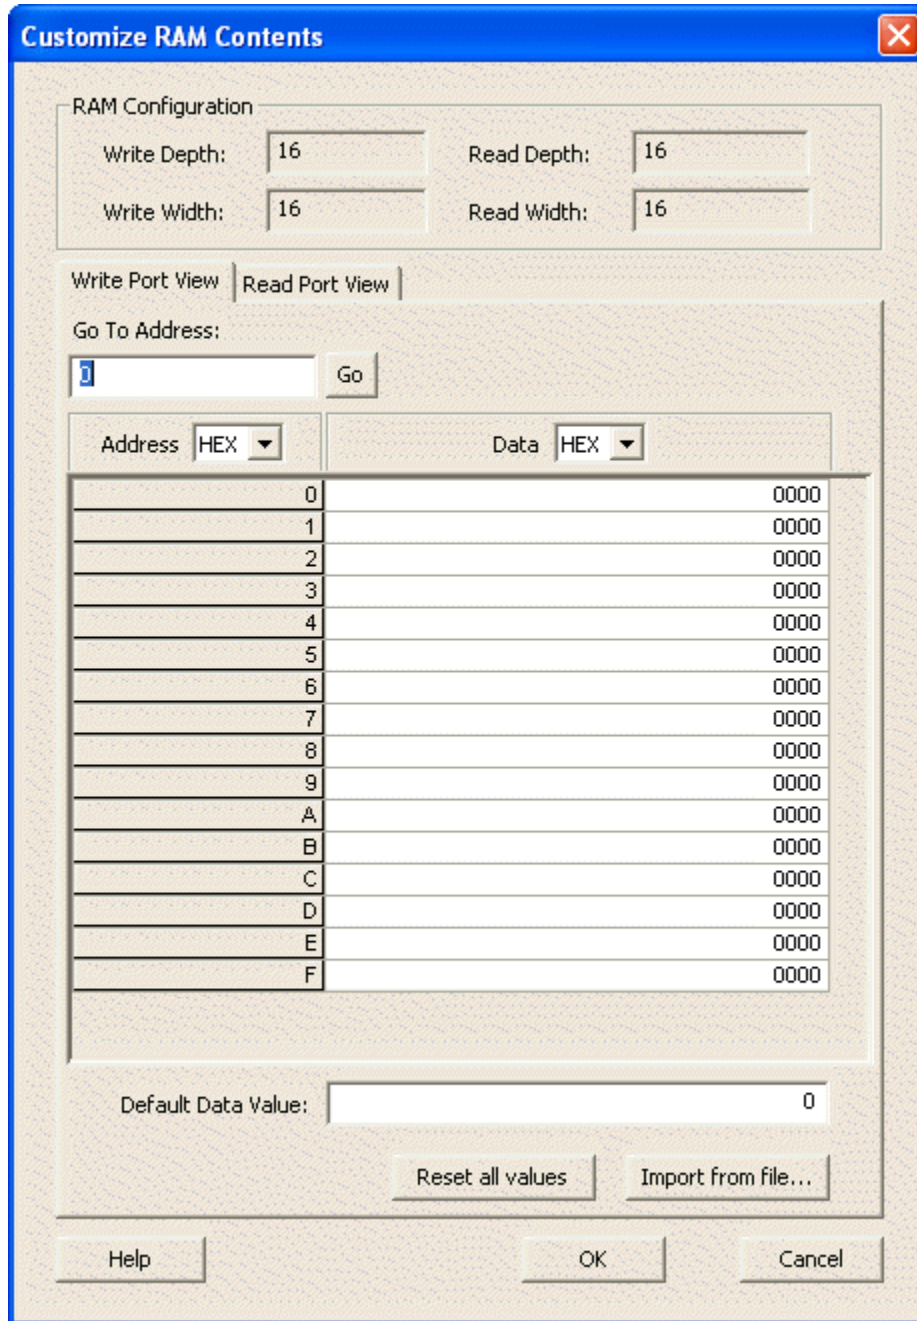 Customize RAM Contents
RAM Configuration
Write Depth: 16 Read Depth: 16
Write Width: 16 Read Width: 16
Write Port View Read Port View
Go To Address:
0 Go
Address HEX Data HEX
0 0000
1 0000
2 0000
3 0000
4 0000
5 0000
6 0000
7 0000
8 0000
9 0000
A 0000
B 0000
C 0000
D 0000
E 0000
F 0000
Default Data Value: 0
Reset all values Import from file...
Help OK Cancel